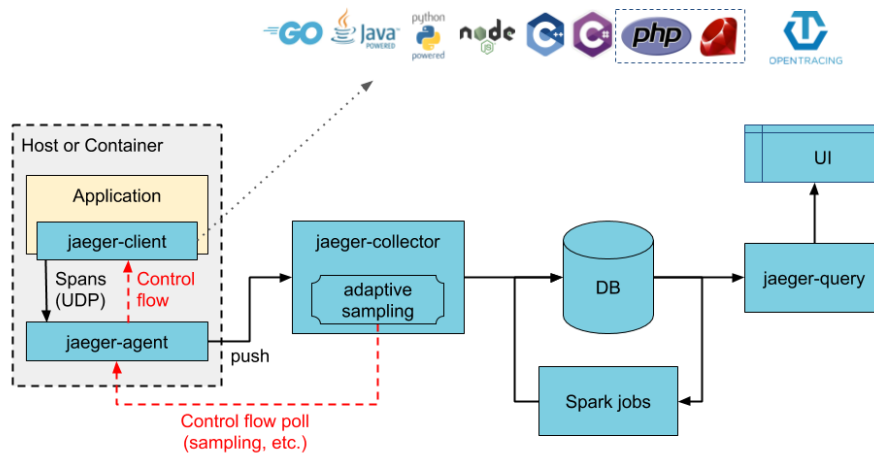 GO
Java
POWERED
python
powered
node
JS
C++
C#
php
OPENTRACING
Host or Container
Application
jaeger-client
Spans
(UDP)
Control
flow
jaeger-agent
push
jaeger-collector
adaptive
sampling
Control flow poll
(sampling, etc.)
DB
Spark jobs
UI
jaeger-query